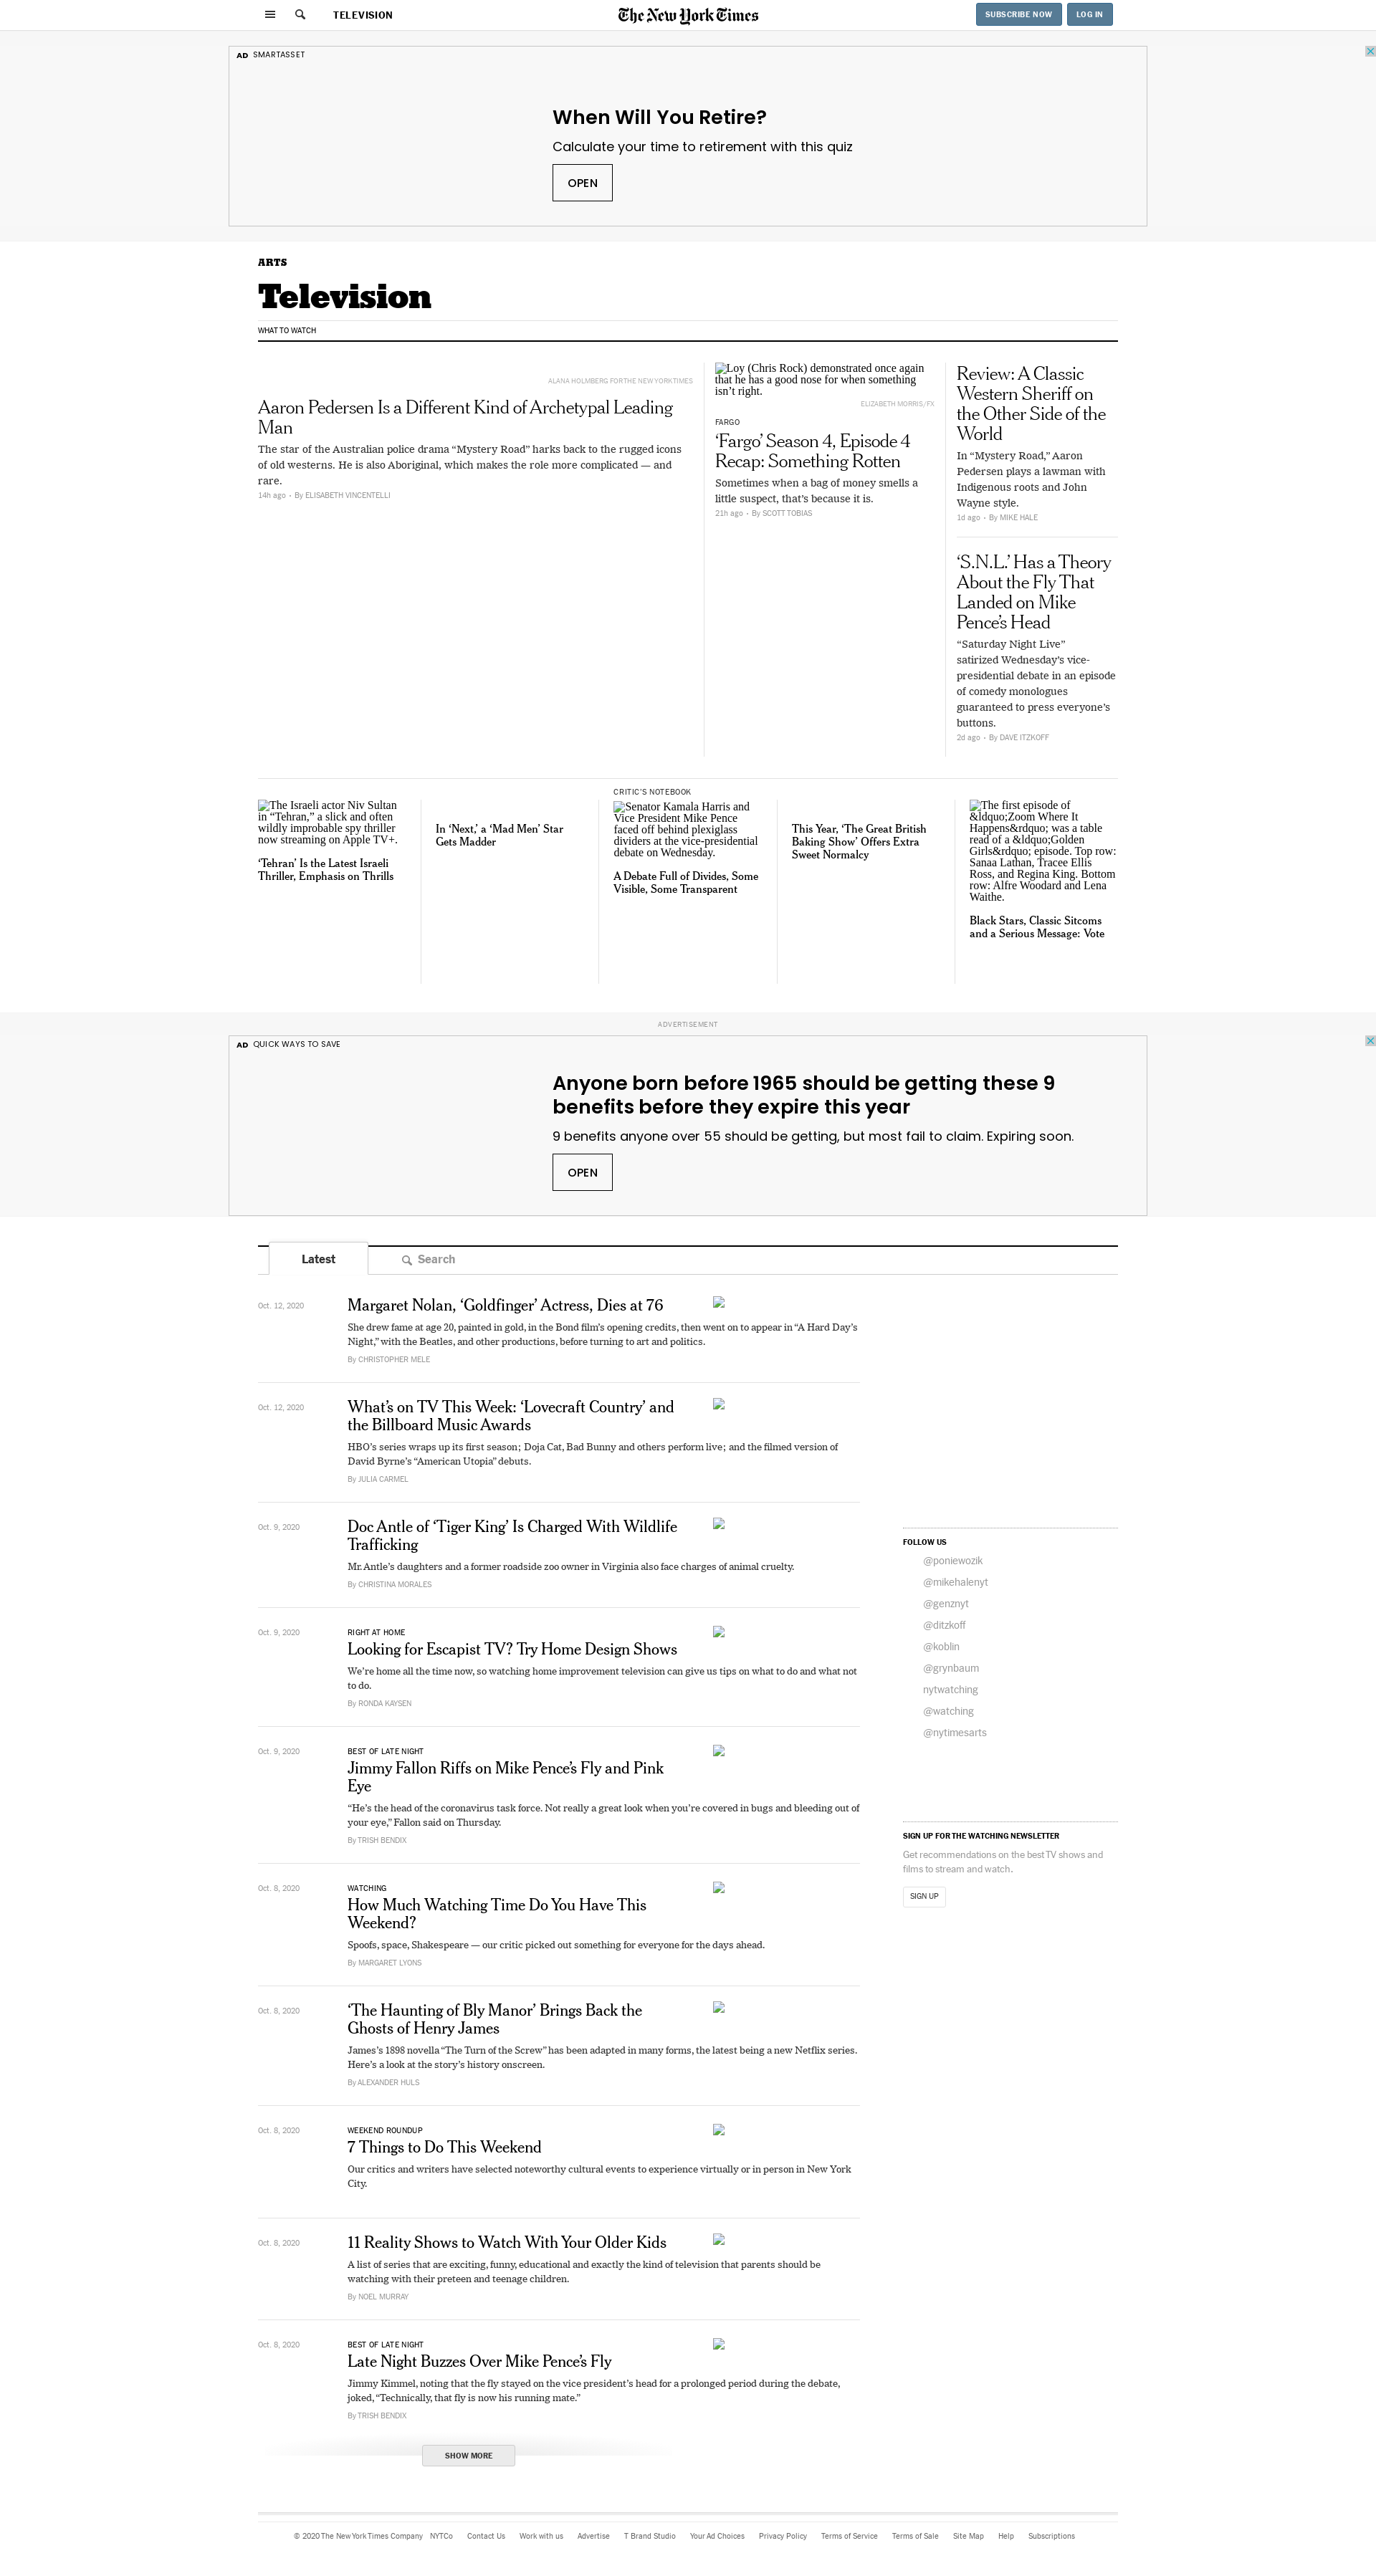 TELEVISION
The New York Times
SUBSCRIBE NOW
LOG IN
AD SMARTASSET
When Will You Retire?
Calculate your time to retirement with this quiz
OPEN
ARTS
Television
WHAT TO WATCH
ALANA HOLMBERG FOR THE NEW YORK TIMES
Aaron Pedersen Is a Different Kind of Archetypal Leading
Man
The star of the Australian police drama “Mystery Road” harks back to the rugged icons
of old westerns. He is also Aboriginal, which makes the role more complicated — and
rare.
14h ago • By ELISABETH VINCENTELLI
Loy (Chris Rock) demonstrated once again
that he has a good nose for when something
isn’t right.
ELIZABETH MORRIS/FX
FARGO
‘Fargo’ Season 4, Episode 4
Recap: Something Rotten
Sometimes when a bag of money smells a
little suspect, that’s because it is.
21h ago • By SCOTT TOBIAS
Review: A Classic
Western Sheriff on
the Other Side of the
World
In “Mystery Road,” Aaron
Pedersen plays a lawman with
Indigenous roots and John
Wayne style.
1d ago • By MIKE HALE
‘S.N.L.’ Has a Theory
About the Fly That
Landed on Mike
Pence’s Head
“Saturday Night Live”
satirized Wednesday’s vice-
presidential debate in an episode
of comedy monologues
guaranteed to press everyone’s
buttons.
2d ago • By DAVE ITZKOFF
The Israeli actor Niv Sultan
in “Tehran,” a slick and often
wildly improbable spy thriller
now streaming on Apple TV+.
‘Tehran’ Is the Latest Israeli
Thriller, Emphasis on Thrills
In ‘Next,’ a ‘Mad Men’ Star
Gets Madder
CRITIC’S NOTEBOOK
Senator Kamala Harris and
Vice President Mike Pence
faced off behind plexiglass
dividers at the vice-presidential
debate on Wednesday.
A Debate Full of Divides, Some
Visible, Some Transparent
This Year, ‘The Great British
Baking Show’ Offers Extra
Sweet Normalcy
The first episode of
&ldquo;Zoom Where It
Happens&rdquo; was a table
read of a &ldquo;Golden
Girls&rdquo; episode. Top row:
Sanaa Lathan, Tracee Ellis
Ross, and Regina King. Bottom
row: Alfre Woodard and Lena
Waithe.
Black Stars, Classic Sitcoms
and a Serious Message: Vote
ADVERTISEMENT
AD QUICK WAYS TO SAVE
Anyone born before 1965 should be getting these 9
benefits before they expire this year
9 benefits anyone over 55 should be getting, but most fail to claim. Expiring soon.
OPEN
Latest
Search
Oct. 12, 2020
Margaret Nolan, ‘Goldfinger’ Actress, Dies at 76
She drew fame at age 20, painted in gold, in the Bond film’s opening credits, then went on to appear in “A Hard Day’s
Night,” with the Beatles, and other productions, before turning to art and politics.
By CHRISTOPHER MELE
Oct. 12, 2020
What’s on TV This Week: ‘Lovecraft Country’ and
the Billboard Music Awards
HBO’s series wraps up its first season; Doja Cat, Bad Bunny and others perform live; and the filmed version of
David Byrne’s “American Utopia” debuts.
By JULIA CARMEL
Oct. 9, 2020
Doc Antle of ‘Tiger King’ Is Charged With Wildlife
Trafficking
Mr. Antle’s daughters and a former roadside zoo owner in Virginia also face charges of animal cruelty.
By CHRISTINA MORALES
Oct. 9, 2020
RIGHT AT HOME
Looking for Escapist TV? Try Home Design Shows
We’re home all the time now, so watching home improvement television can give us tips on what to do and what not
to do.
By RONDA KAYSEN
Oct. 9, 2020
BEST OF LATE NIGHT
Jimmy Fallon Riffs on Mike Pence’s Fly and Pink
Eye
“He’s the head of the coronavirus task force. Not really a great look when you’re covered in bugs and bleeding out of
your eye,” Fallon said on Thursday.
By TRISH BENDIX
Oct. 8, 2020
WATCHING
How Much Watching Time Do You Have This
Weekend?
Spoofs, space, Shakespeare — our critic picked out something for everyone for the days ahead.
By MARGARET LYONS
Oct. 8, 2020
‘The Haunting of Bly Manor’ Brings Back the
Ghosts of Henry James
James’s 1898 novella “The Turn of the Screw” has been adapted in many forms, the latest being a new Netflix series.
Here’s a look at the story’s history onscreen.
By ALEXANDER HULS
Oct. 8, 2020
WEEKEND ROUNDUP
7 Things to Do This Weekend
Our critics and writers have selected noteworthy cultural events to experience virtually or in person in New York
City.
Oct. 8, 2020
11 Reality Shows to Watch With Your Older Kids
A list of series that are exciting, funny, educational and exactly the kind of television that parents should be
watching with their preteen and teenage children.
By NOEL MURRAY
Oct. 8, 2020
BEST OF LATE NIGHT
Late Night Buzzes Over Mike Pence’s Fly
Jimmy Kimmel, noting that the fly stayed on the vice president’s head for a prolonged period during the debate,
joked, “Technically, that fly is now his running mate.”
By TRISH BENDIX
SHOW MORE
FOLLOW US
@poniewozik
@mikehalenyt
@genznyt
@ditzkoff
@koblin
@grynbaum
nytwatching
@watching
@nytimesarts
SIGN UP FOR THE WATCHING NEWSLETTER
Get recommendations on the best TV shows and
films to stream and watch.
SIGN UP
© 2020 The New York Times Company NYTCo Contact Us Work with us Advertise T Brand Studio Your Ad Choices Privacy Policy Terms of Service Terms of Sale Site Map Help Subscriptions